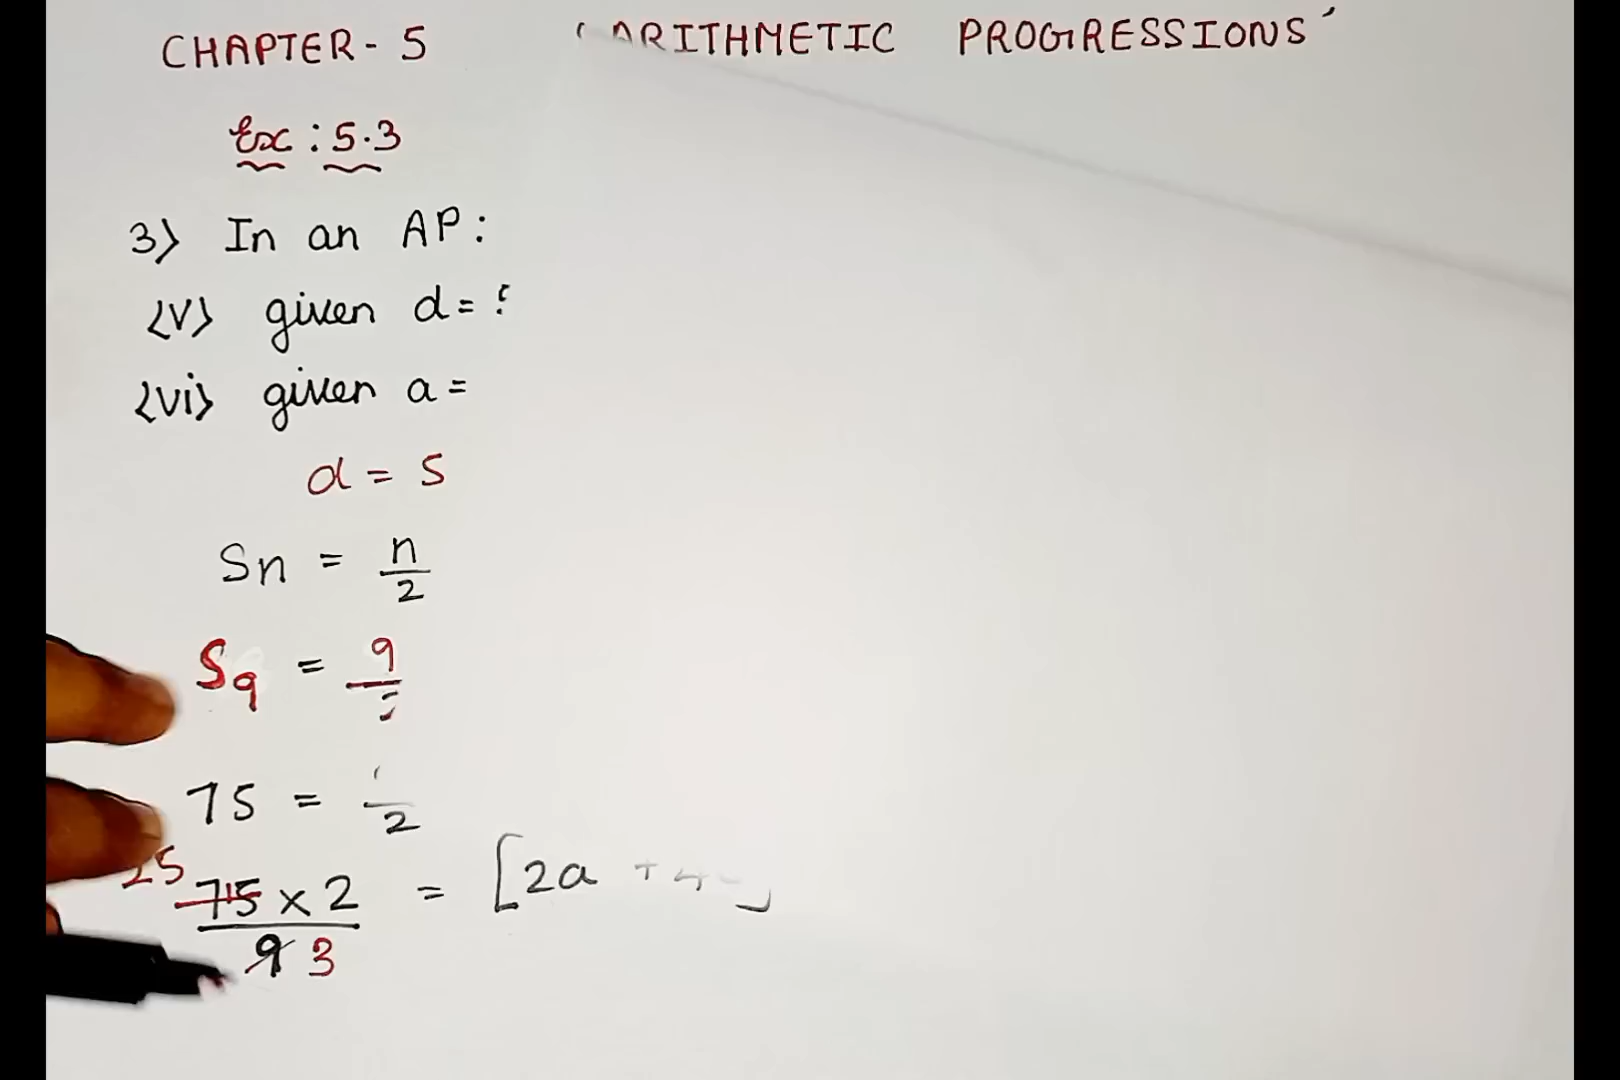 CHAPTER - 5 ARITHMETIC PROGRESSIONS'
Ex : 5.3
3) In an AP:
(v) given d =
(vi) given a =
d = 5
Sn = n/2
S9 = 9/
75 = /2
25
75 × 2 / 9 3 = [2a + 4 ]